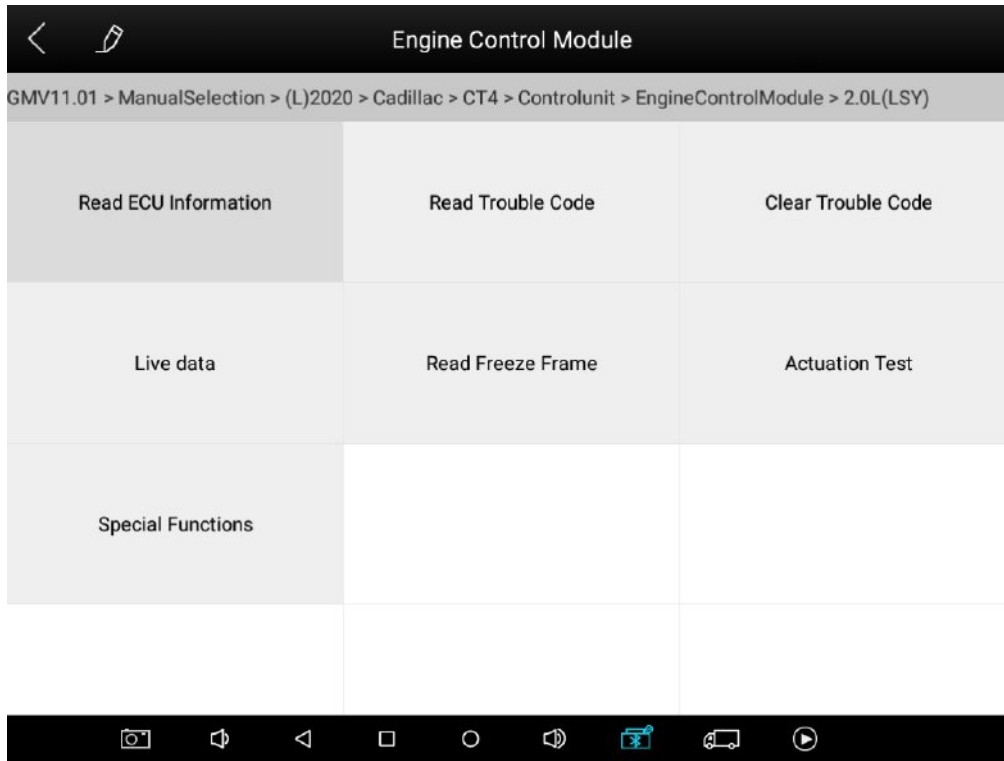 Engine Control Module
GMV11.01 > ManualSelection > (L)2020 > Cadillac > CT4 > Controlunit > EngineControlModule > 2.0L(LSY)
Read ECU Information
Read Trouble Code
Clear Trouble Code
Live data
Read Freeze Frame
Actuation Test
Special Functions